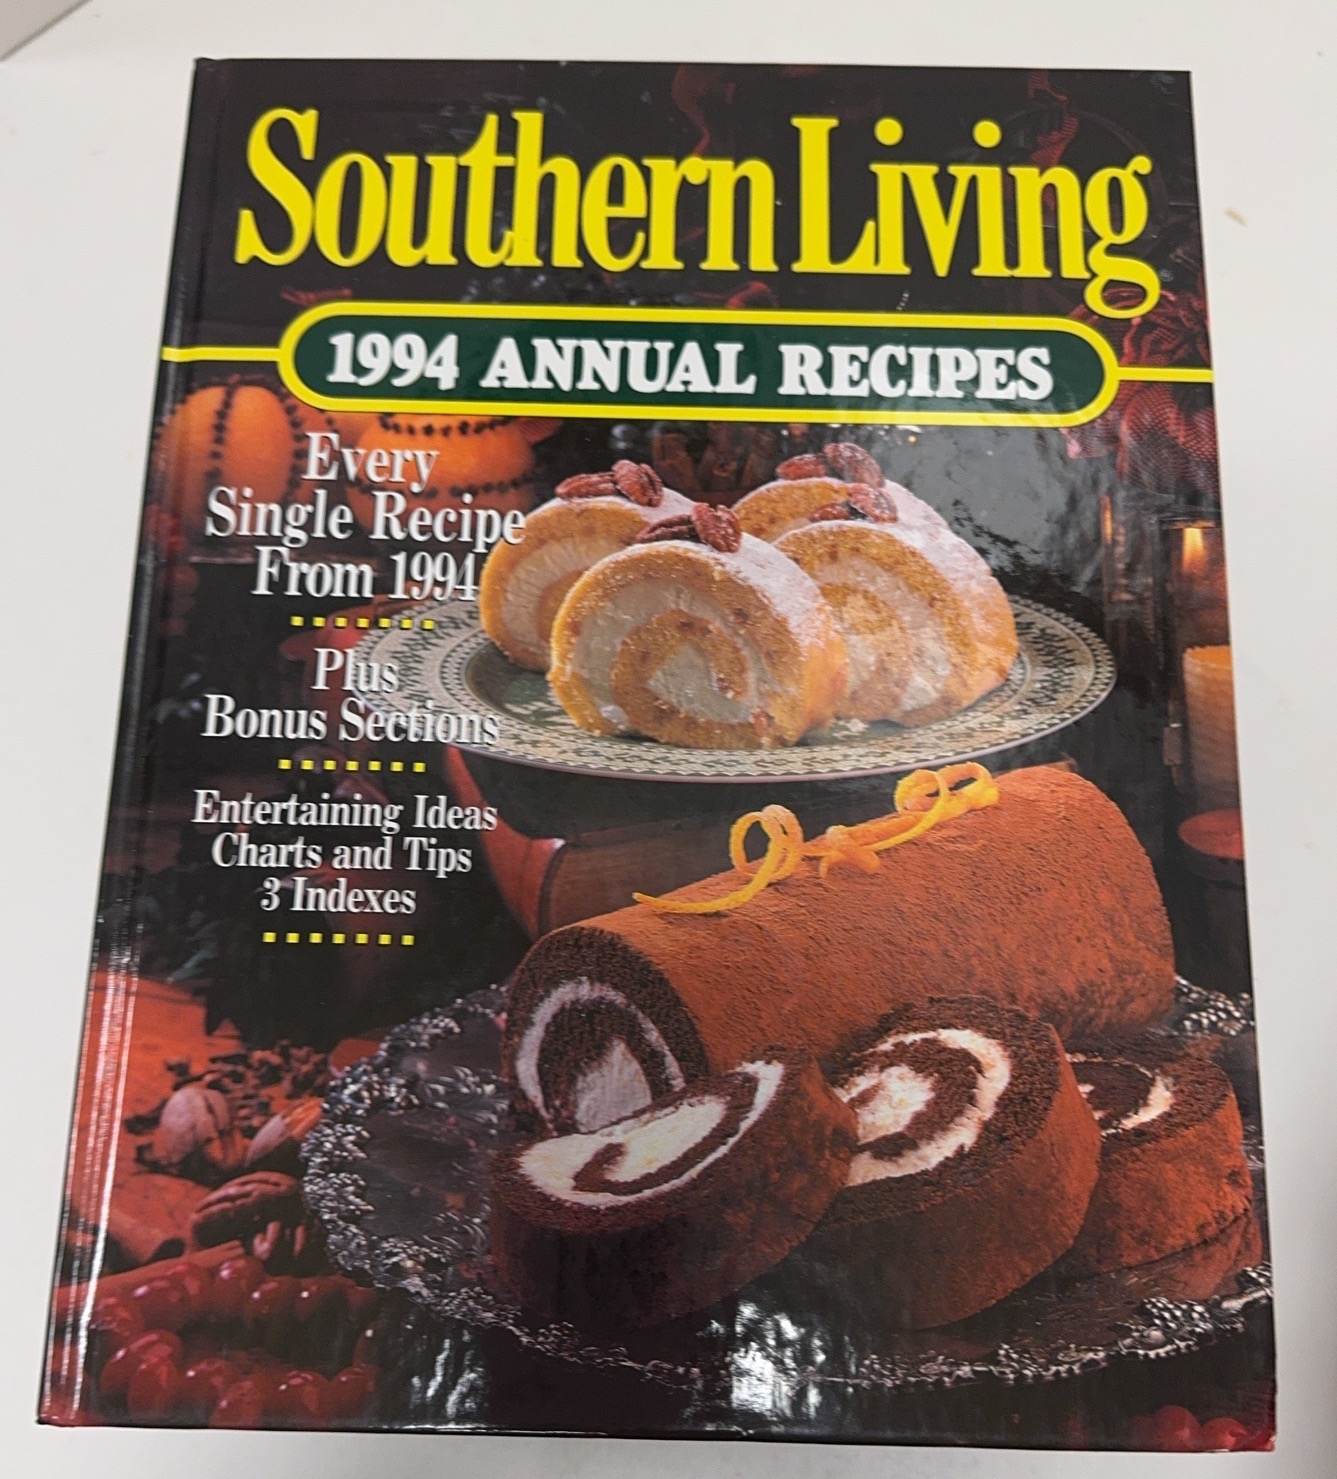 Southern Living
1994 ANNUAL RECIPES
Every
Single Recipe
From 1994
Plus
Bonus Sections
Entertaining Ideas
Charts and Tips
3 Indexes